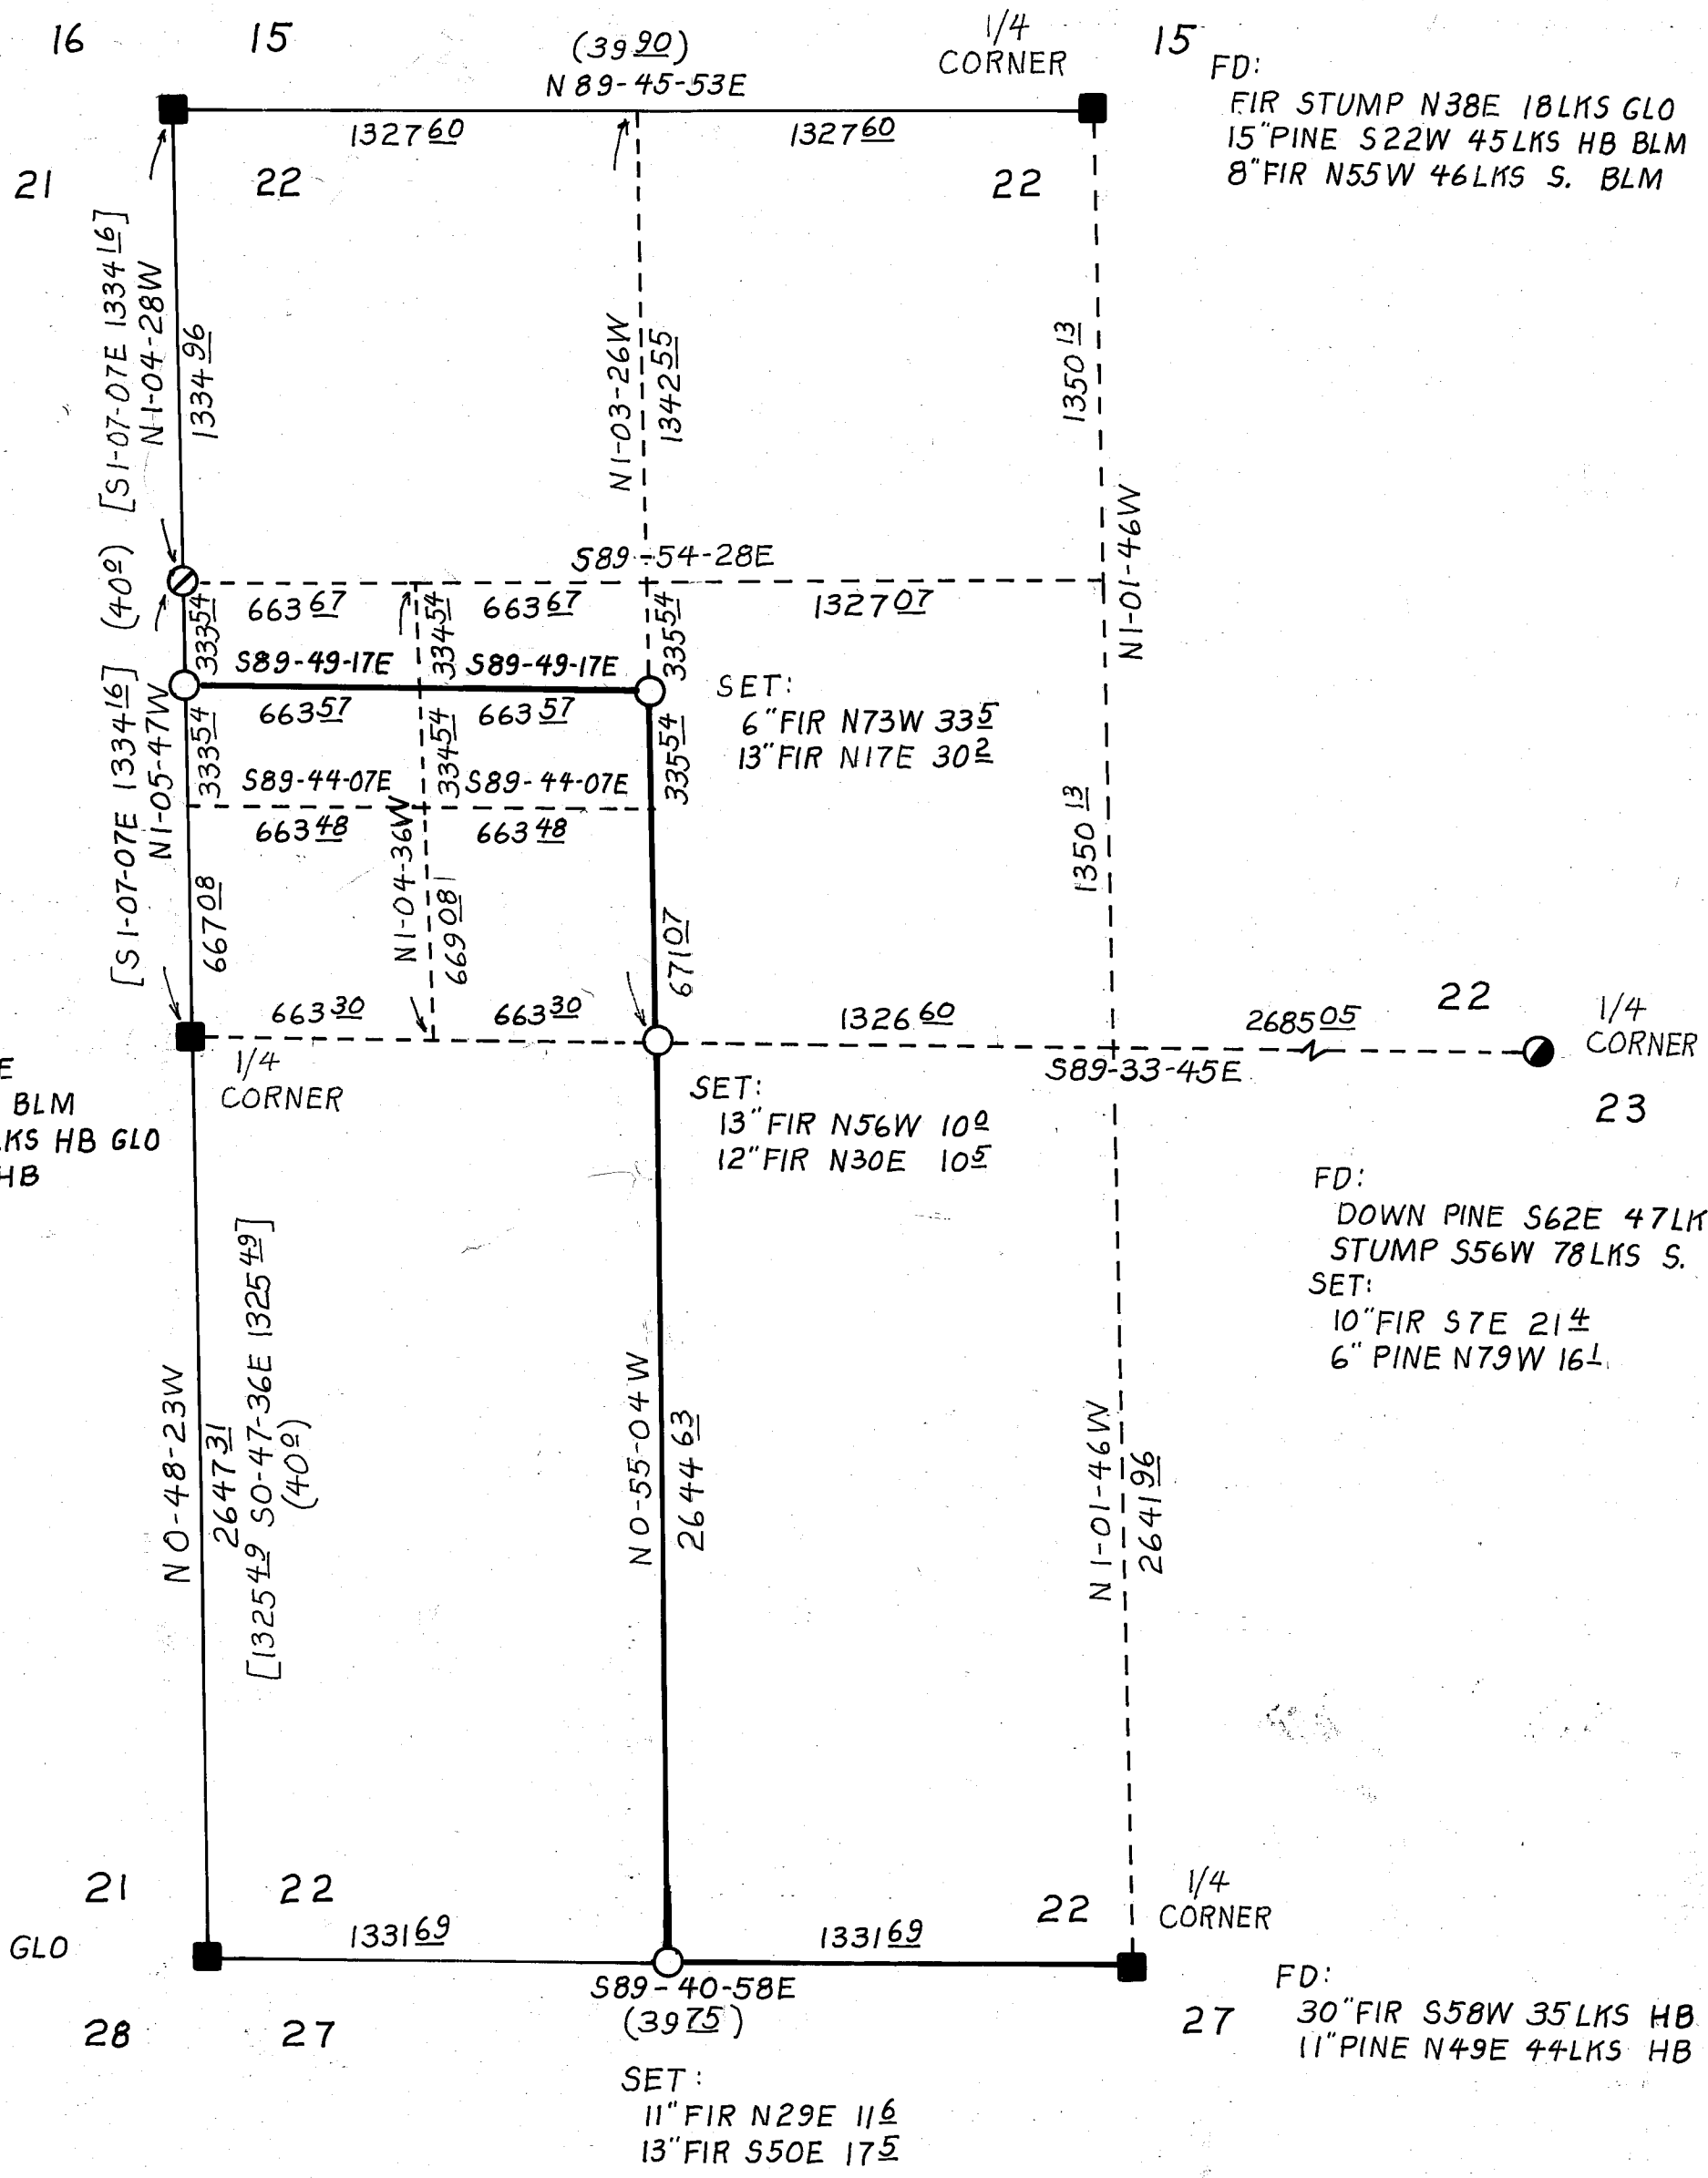 16
15
(39 90)
N 89-45-53E
1/4
CORNER
15
FD:
FIR STUMP N38E 18LKS GLO
15"PINE S22W 45LKS HB BLM
8"FIR N55W 46LKS S. BLM
1327 60
1327 60
21
22
22
[S1-07-07E 1334 16]
N-1-04-28W
1334 96
N1-03-26W
1342 55
1350 13
N1-01-46W
(40 0)
S89-54-28E
663 67
663 67
1327 07
333 54
334 54
335 54
S89-49-17E
S89-49-17E
663 57
663 57
SET:
6"FIR N73W 33 5
13"FIR N17E 30 2
[S1-07-07E 1334 16]
N1-05-47W
333 54
334 54
335 54
S89-44-07E
S89-44-07E
663 48
663 48
1350 13
667 08
N1-04-36W
669 08
671 07
663 30
663 30
1326 60
2685 05
22
1/4
CORNER
S89-33-45E
23
E
BLM
LKS HB GLO
HB
1/4
CORNER
SET:
13"FIR N56W 10 0
12"FIR N30E 10 5
FD:
DOWN PINE S62E 47LK
STUMP S56W 78LKS S.
SET:
10"FIR S7E 21 4
6" PINE N79W 16 1
N0-48-23W
2647 31
[1325 49 S0-47-36E 1325 49]
(40 0)
N0-55-04W
2644 63
N1-01-46W
2641 96
21
22
22
1/4
CORNER
GLO
1331 69
1331 69
S89-40-58E
(39 75)
28
27
27
FD:
30"FIR S58W 35LKS HB
11"PINE N49E 44LKS HB
SET:
11"FIR N29E 11 6
13"FIR S50E 17 5